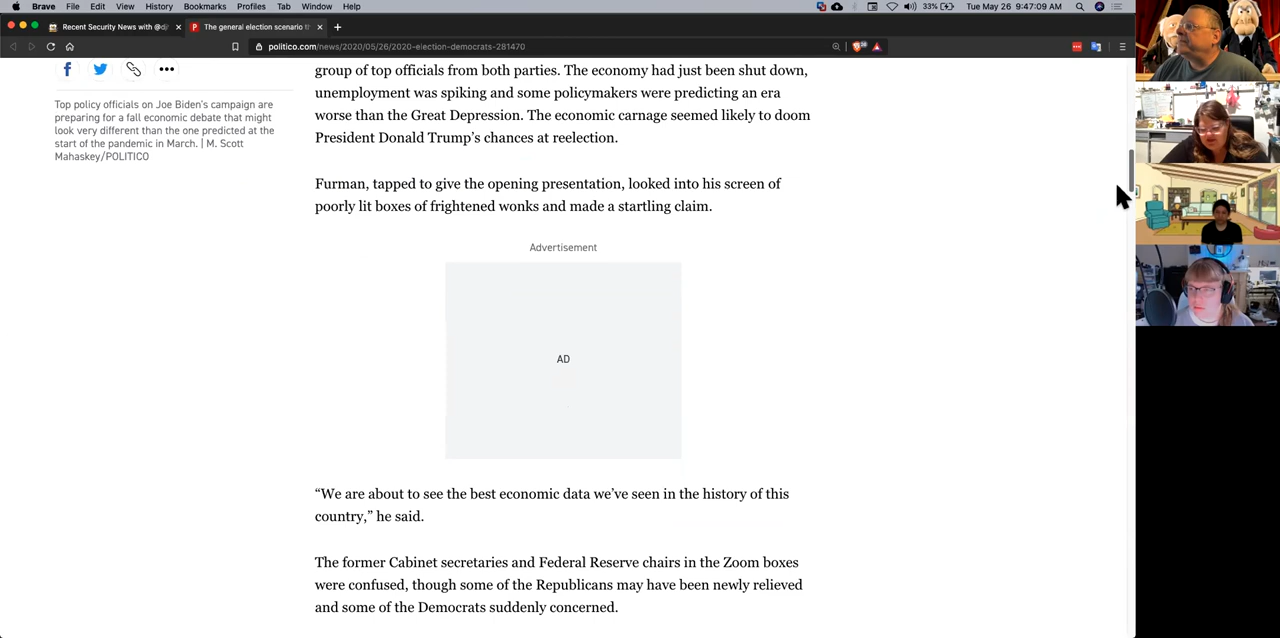 Brave File Edit View History Bookmarks Profiles Tab Window Help
33% Tue May 26 9:47:09 AM
Recent Security News with @dj
The general election scenario th
politico.com/news/2020/05/26/2020-election-democrats-281470
Top policy officials on Joe Biden's campaign are
preparing for a fall economic debate that might
look very different than the one predicted at the
start of the pandemic in March. | M. Scott
Mahaskey/POLITICO
group of top officials from both parties. The economy had just been shut down,
unemployment was spiking and some policymakers were predicting an era
worse than the Great Depression. The economic carnage seemed likely to doom
President Donald Trump’s chances at reelection.
Furman, tapped to give the opening presentation, looked into his screen of
poorly lit boxes of frightened wonks and made a startling claim.
Advertisement
AD
“We are about to see the best economic data we’ve seen in the history of this
country,” he said.
The former Cabinet secretaries and Federal Reserve chairs in the Zoom boxes
were confused, though some of the Republicans may have been newly relieved
and some of the Democrats suddenly concerned.